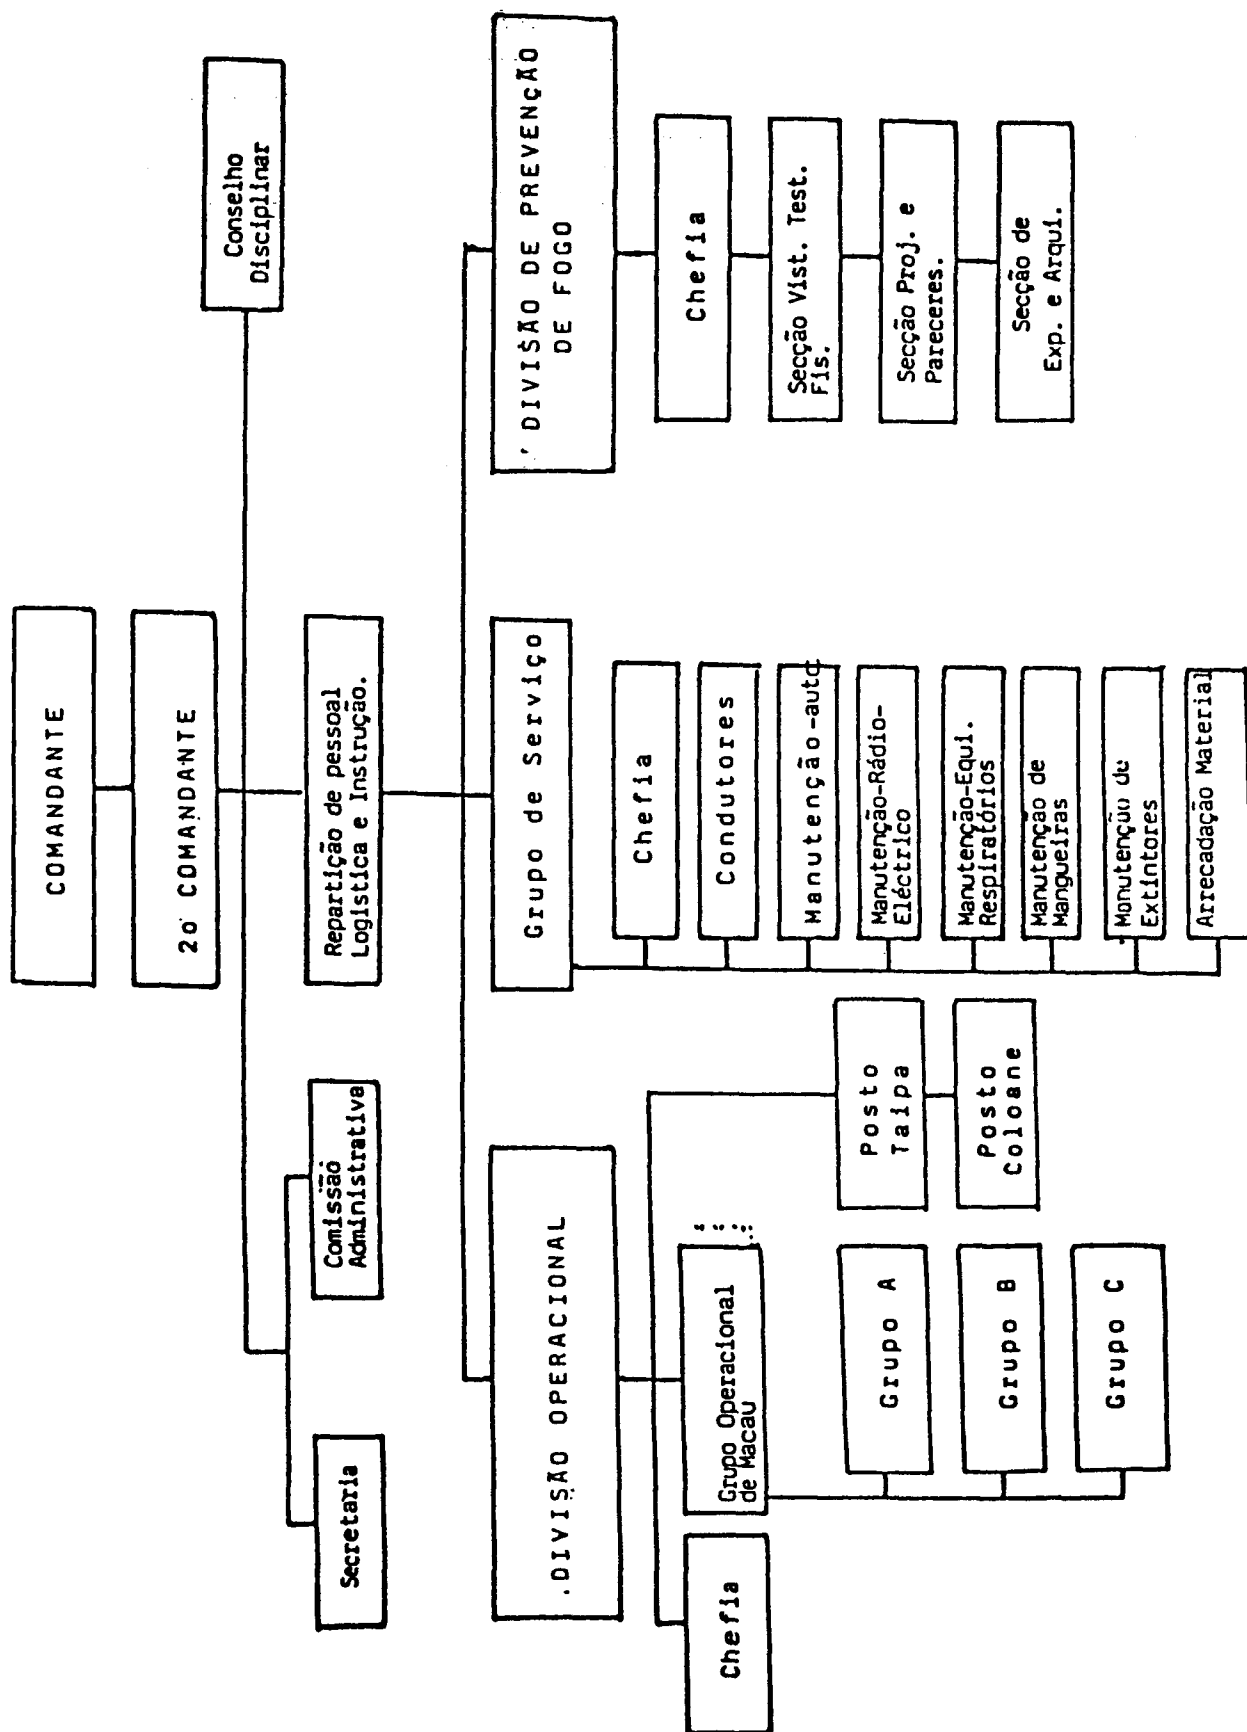 COMANDANTE
2º COMANDANTE
Conselho
Disciplinar
Secretaria
Comissão
Administrativa
Repartição de pessoal
Logística e Instrução.
.DIVISÃO OPERACIONAL
Grupo de Serviço
DIVISÃO DE PREVENÇÃO
DE FOGO
Chefia
Grupo Operacional
de Macau
Grupo A
Grupo B
Grupo C
Posto
Taipa
Posto
Coloane
Chefia
Condutores
Manutenção-auto.
Manutenção-Rádio-
Eléctrico
Manutenção-Equi.
Respiratórios
Manutenção de
Mangueiras
Manutenção de
Extintores
Arrecadação Material
Chefia
Secção Vist. Test.
Fis.
Secção Proj. e
Pareceres.
Secção de
Exp. e Arqui.